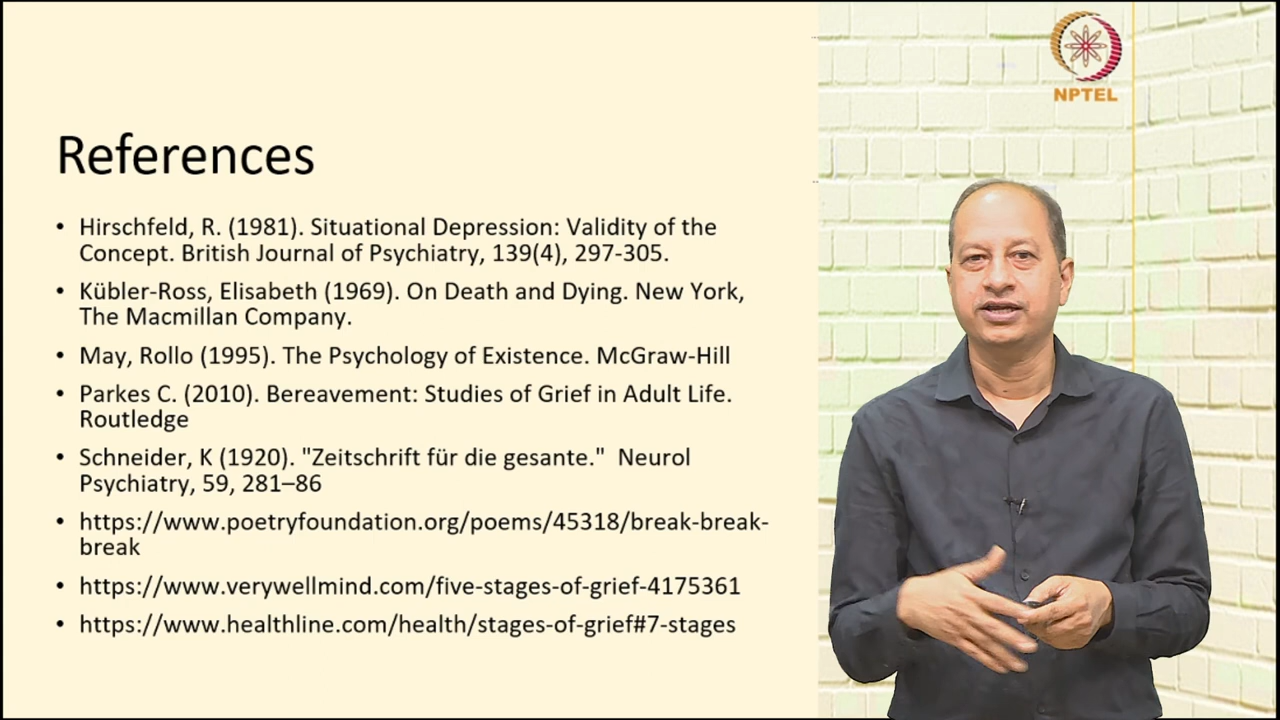 References
• Hirschfeld, R. (1981). Situational Depression: Validity of the
Concept. British Journal of Psychiatry, 139(4), 297-305.
• Kübler-Ross, Elisabeth (1969). On Death and Dying. New York,
The Macmillan Company.
• May, Rollo (1995). The Psychology of Existence. McGraw-Hill
• Parkes C. (2010). Bereavement: Studies of Grief in Adult Life.
Routledge
• Schneider, K (1920). "Zeitschrift für die gesante." Neurol
Psychiatry, 59, 281–86
• https://www.poetryfoundation.org/poems/45318/break-break-
break
• https://www.verywellmind.com/five-stages-of-grief-4175361
• https://www.healthline.com/health/stages-of-grief#7-stages
NPTEL